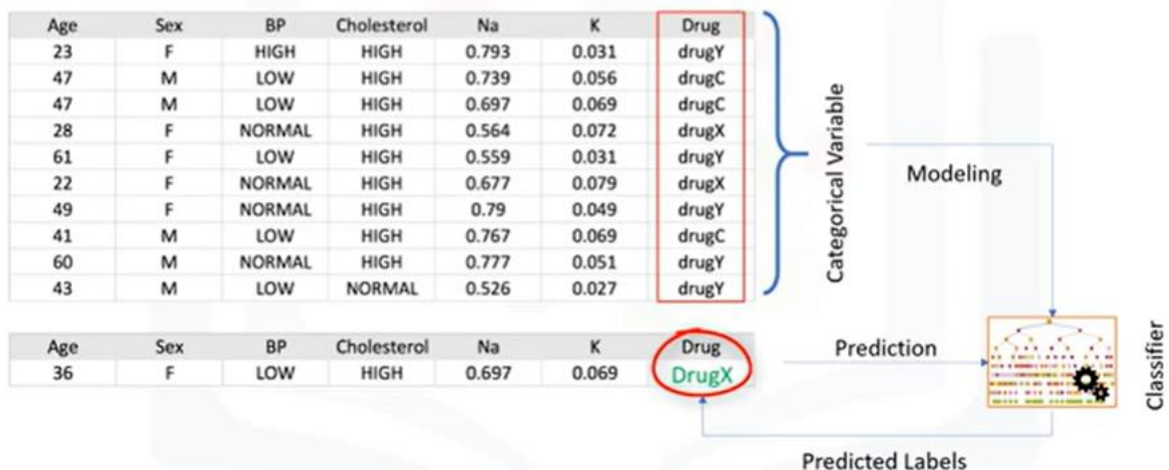 Age Sex BP Cholesterol Na K Drug
23 F HIGH HIGH 0.793 0.031 drugY
47 M LOW HIGH 0.739 0.056 drugC
47 M LOW HIGH 0.697 0.069 drugC
28 F NORMAL HIGH 0.564 0.072 drugX
61 F LOW HIGH 0.559 0.031 drugY
22 F NORMAL HIGH 0.677 0.079 drugX
49 F NORMAL HIGH 0.79 0.049 drugY
41 M LOW HIGH 0.767 0.069 drugC
60 M NORMAL HIGH 0.777 0.051 drugY
43 M LOW NORMAL 0.526 0.027 drugY
Categorical Variable
Modeling
Age Sex BP Cholesterol Na K Drug
36 F LOW HIGH 0.697 0.069 DrugX
Prediction
Classifier
Predicted Labels